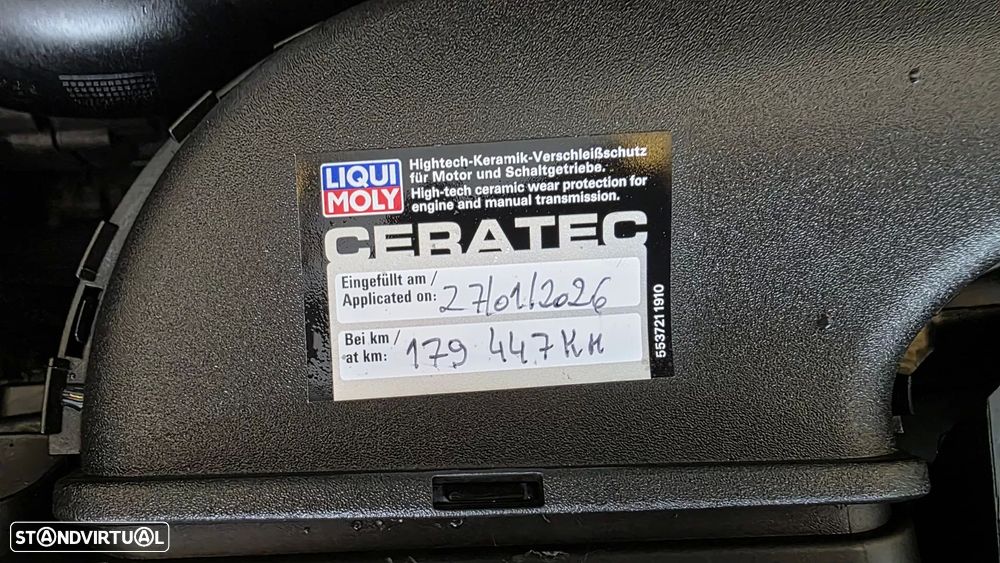 LIQUI
MOLY
Hightech-Keramik-Verschleißschutz
für Motor und Schaltgetriebe.
High-tech ceramic wear protection for
engine and manual transmission.
CERATEC
Eingefüllt am /
Applicated on: 27/01/2026
Bei km /
at km: 179 447 KM
5537211910
STANDVIRTUAL